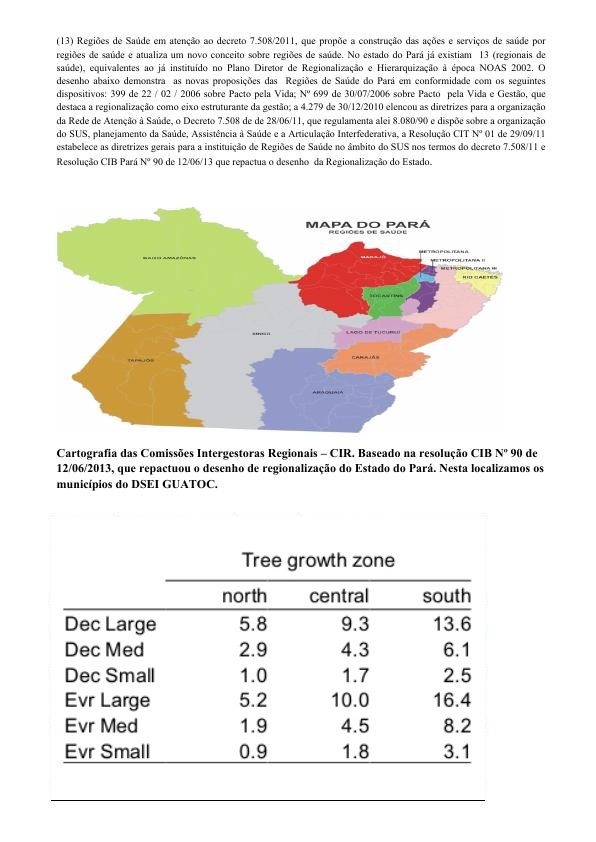 (13) Regiões de Saúde em atenção ao decreto 7.508/2011, que propõe a construção das ações e serviços de saúde por
regiões de saúde e atualiza um novo conceito sobre regiões de saúde. No estado do Pará já existiam 13 (regionais de
saúde), equivalentes ao já instituído no Plano Diretor de Regionalização e Hierarquização à época NOAS 2002. O
desenho abaixo demonstra as novas proposições das Regiões de Saúde do Pará em conformidade com os seguintes
dispositivos: 399 de 22 / 02 / 2006 sobre Pacto pela Vida; Nº 699 de 30/07/2006 sobre Pacto pela Vida e Gestão, que
destaca a regionalização como eixo estruturante da gestão; a 4.279 de 30/12/2010 elencou as diretrizes para a organização
da Rede de Atenção à Saúde, o Decreto 7.508 de de 28/06/11, que regulamenta alei 8.080/90 e dispõe sobre a organização
do SUS, planejamento da Saúde, Assistência à Saúde e a Articulação Interfederativa, a Resolução CIT Nº 01 de 29/09/11
estabelece as diretrizes gerais para a instituição de Regiões de Saúde no âmbito do SUS nos termos do decreto 7.508/11 e
Resolução CIB Pará Nº 90 de 12/06/13 que repactua o desenho da Regionalização do Estado.
MAPA DO PARÁ
REGIÕES DE SAÚDE
METROPOLITANA
BAIXO AMAZONAS
MARAJÓ
METROPOLITANA II
METROPOLITANA III
RIO CAETÉS
TOCANTINS
XINGU
LAGO DE TUCURUÍ
TAPAJÓS
CARAJÁS
ARAGUAIA
Cartografia das Comissões Intergestoras Regionais – CIR. Baseado na resolução CIB Nº 90 de
12/06/2013, que repactuou o desenho de regionalização do Estado do Pará. Nesta localizamos os
municípios do DSEI GUATOC.
Tree growth zone
north central south
Dec Large 5.8 9.3 13.6
Dec Med 2.9 4.3 6.1
Dec Small 1.0 1.7 2.5
Evr Large 5.2 10.0 16.4
Evr Med 1.9 4.5 8.2
Evr Small 0.9 1.8 3.1